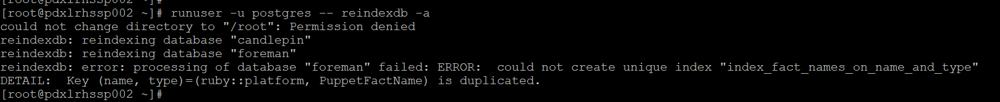 [root@pdxlrhssp002 ~]#
[root@pdxlrhssp002 ~]# runuser -u postgres -- reindexdb -a
could not change directory to "/root": Permission denied
reindexdb: reindexing database "candlepin"
reindexdb: reindexing database "foreman"
reindexdb: error: processing of database "foreman" failed: ERROR:  could not create unique index "index_fact_names_on_name_and_type"
DETAIL:  Key (name, type)=(ruby::platform, PuppetFactName) is duplicated.
[root@pdxlrhssp002 ~]#